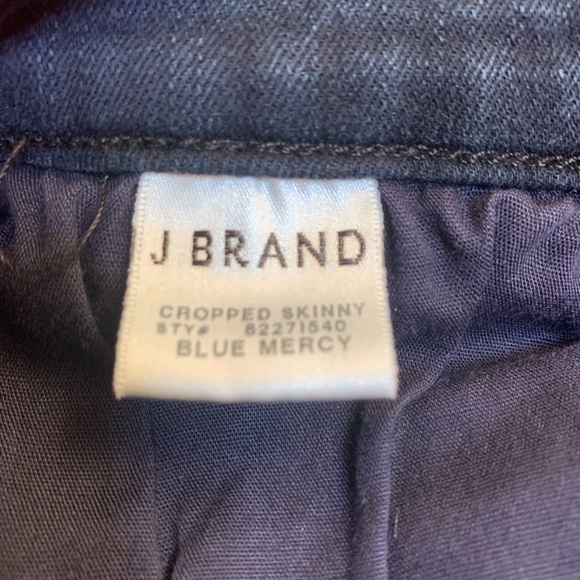 J BRAND
CROPPED SKINNY
STY# 82271540
BLUE MERCY